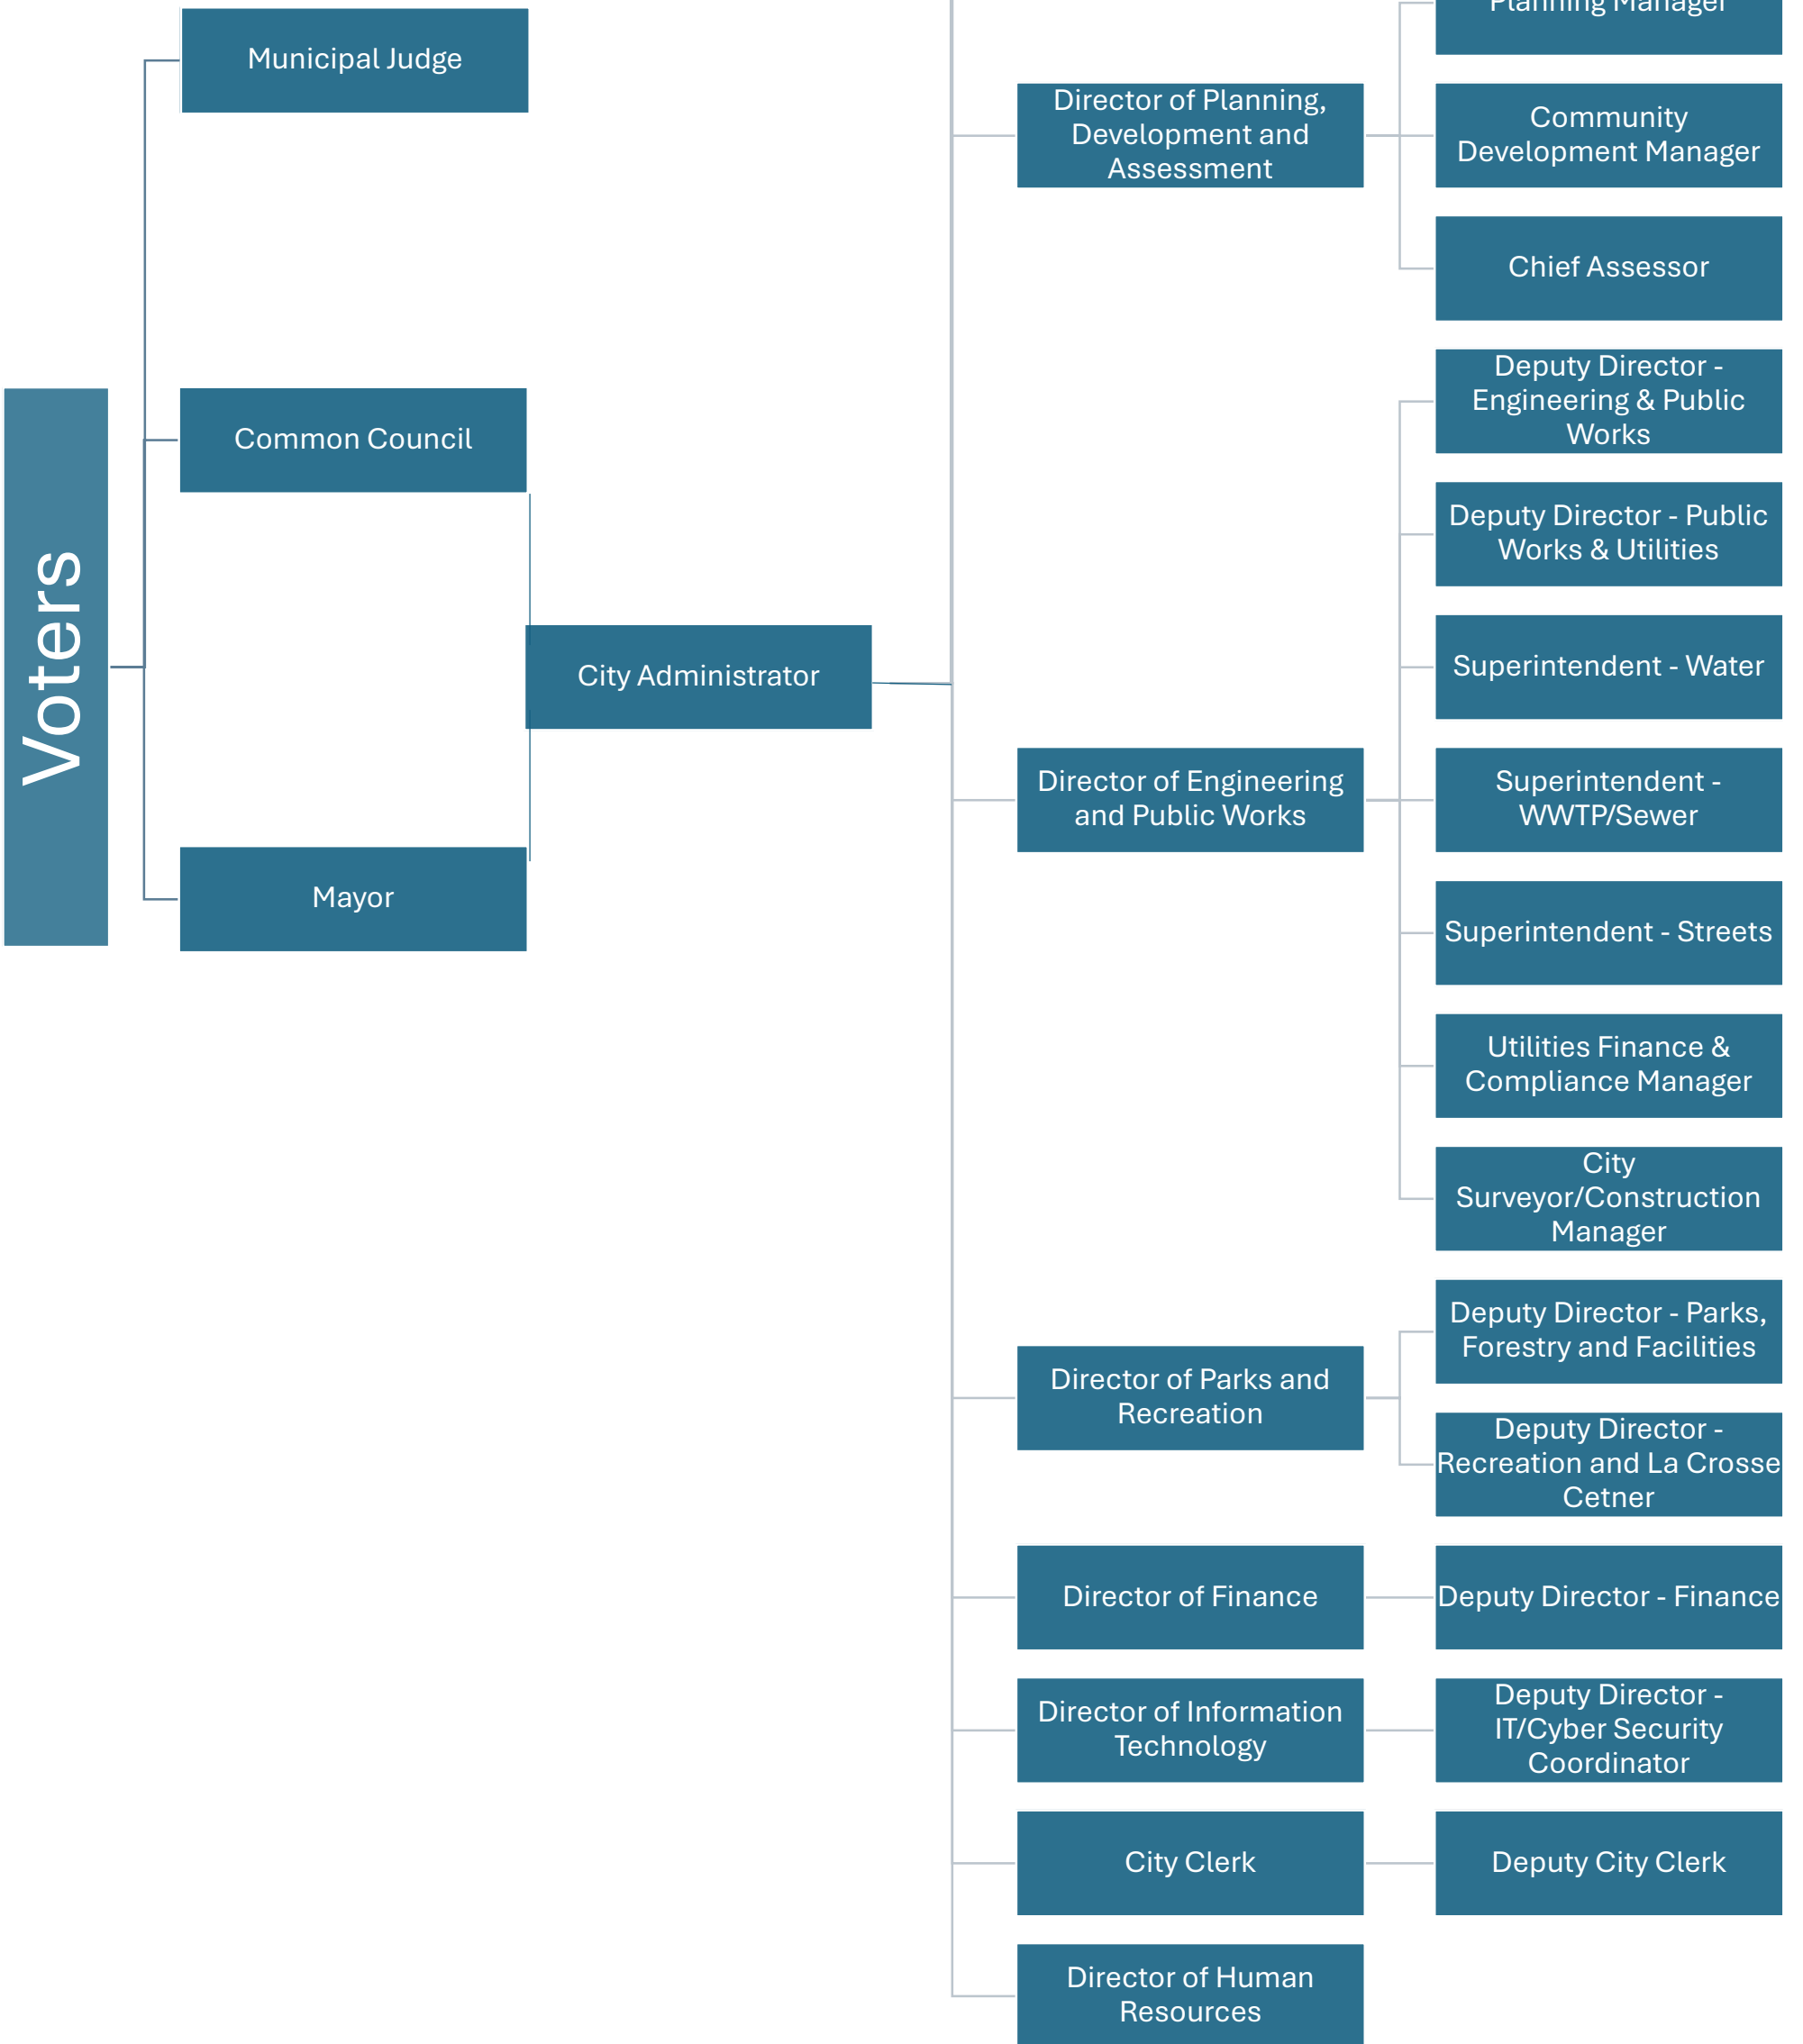 Planning Manager
Municipal Judge
Director of Planning,
Development and
Assessment
Community
Development Manager
Chief Assessor
Deputy Director -
Engineering & Public
Works
Common Council
Deputy Director - Public
Works & Utilities
Voters
City Administrator
Superintendent - Water
Director of Engineering
and Public Works
Superintendent -
WWTP/Sewer
Mayor
Superintendent - Streets
Utilities Finance &
Compliance Manager
City
Surveyor/Construction
Manager
Deputy Director - Parks,
Forestry and Facilities
Director of Parks and
Recreation
Deputy Director -
Recreation and La Crosse
Cetner
Director of Finance
Deputy Director - Finance
Director of Information
Technology
Deputy Director -
IT/Cyber Security
Coordinator
City Clerk
Deputy City Clerk
Director of Human
Resources